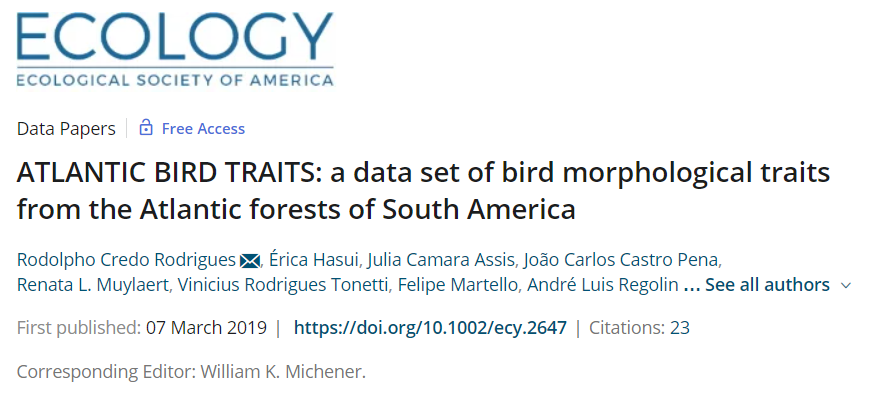 ECOLOGY
ECOLOGICAL SOCIETY OF AMERICA
Data Papers | Free Access
ATLANTIC BIRD TRAITS: a data set of bird morphological traits
from the Atlantic forests of South America
Rodolpho Credo Rodrigues, Érica Hasui, Julia Camara Assis, João Carlos Castro Pena,
Renata L. Muylaert, Vinicius Rodrigues Tonetti, Felipe Martello, André Luis Regolin ... See all authors
First published: 07 March 2019 | https://doi.org/10.1002/ecy.2647 | Citations: 23
Corresponding Editor: William K. Michener.